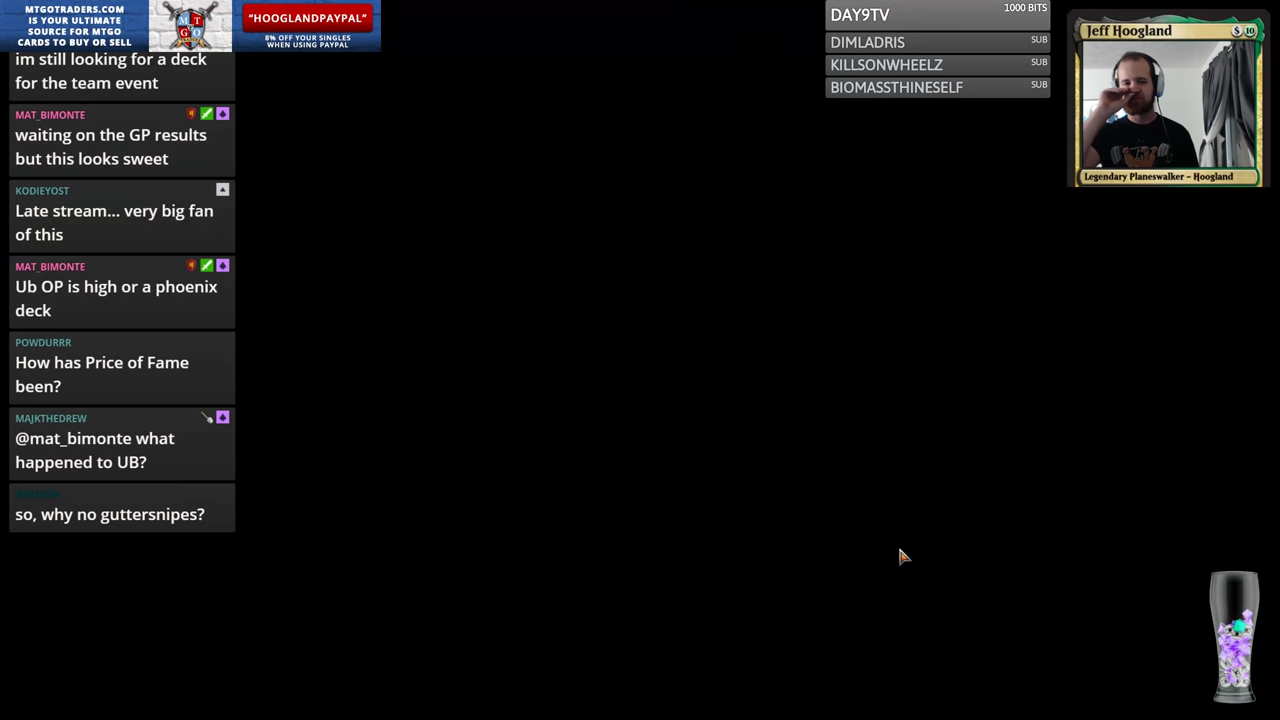 MTGOTRADERS.COM
IS YOUR ULTIMATE
SOURCE FOR MTGO
CARDS TO BUY OR SELL
MT
GO
"HOOGLANDPAYPAL"
8% OFF YOUR SINGLES
WHEN USING PAYPAL
im still looking for a deck
for the team event
MAT_BIMONTE
waiting on the GP results
but this looks sweet
KODIEYOST
Late stream... very big fan
of this
MAT_BIMONTE
Ub OP is high or a phoenix
deck
POWDURRR
How has Price of Fame
been?
MAJKTHEDREW
@mat_bimonte what
happened to UB?
so, why no guttersnipes?
DAY9TV 1000 BITS
DIMLADRIS SUB
KILLSONWHEELZ SUB
BIOMASSTHINESELF SUB
Jeff Hoogland $ 10
Legendary Planeswalker – Hoogland